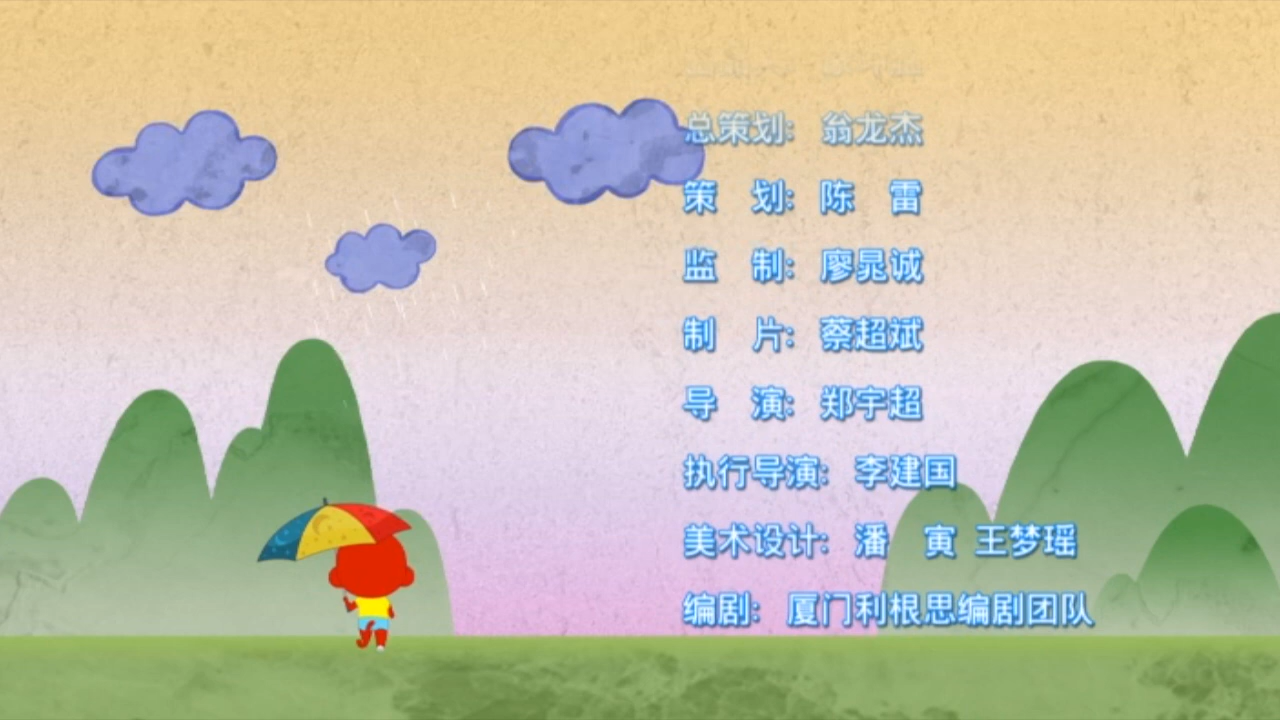 总策划: 翁龙杰
策 划: 陈 雷
监 制: 廖晁诚
制 片: 蔡超斌
导 演: 郑宇超
执行导演: 李建国
美术设计: 潘 寅 王梦瑶
编剧: 厦门利根思编剧团队